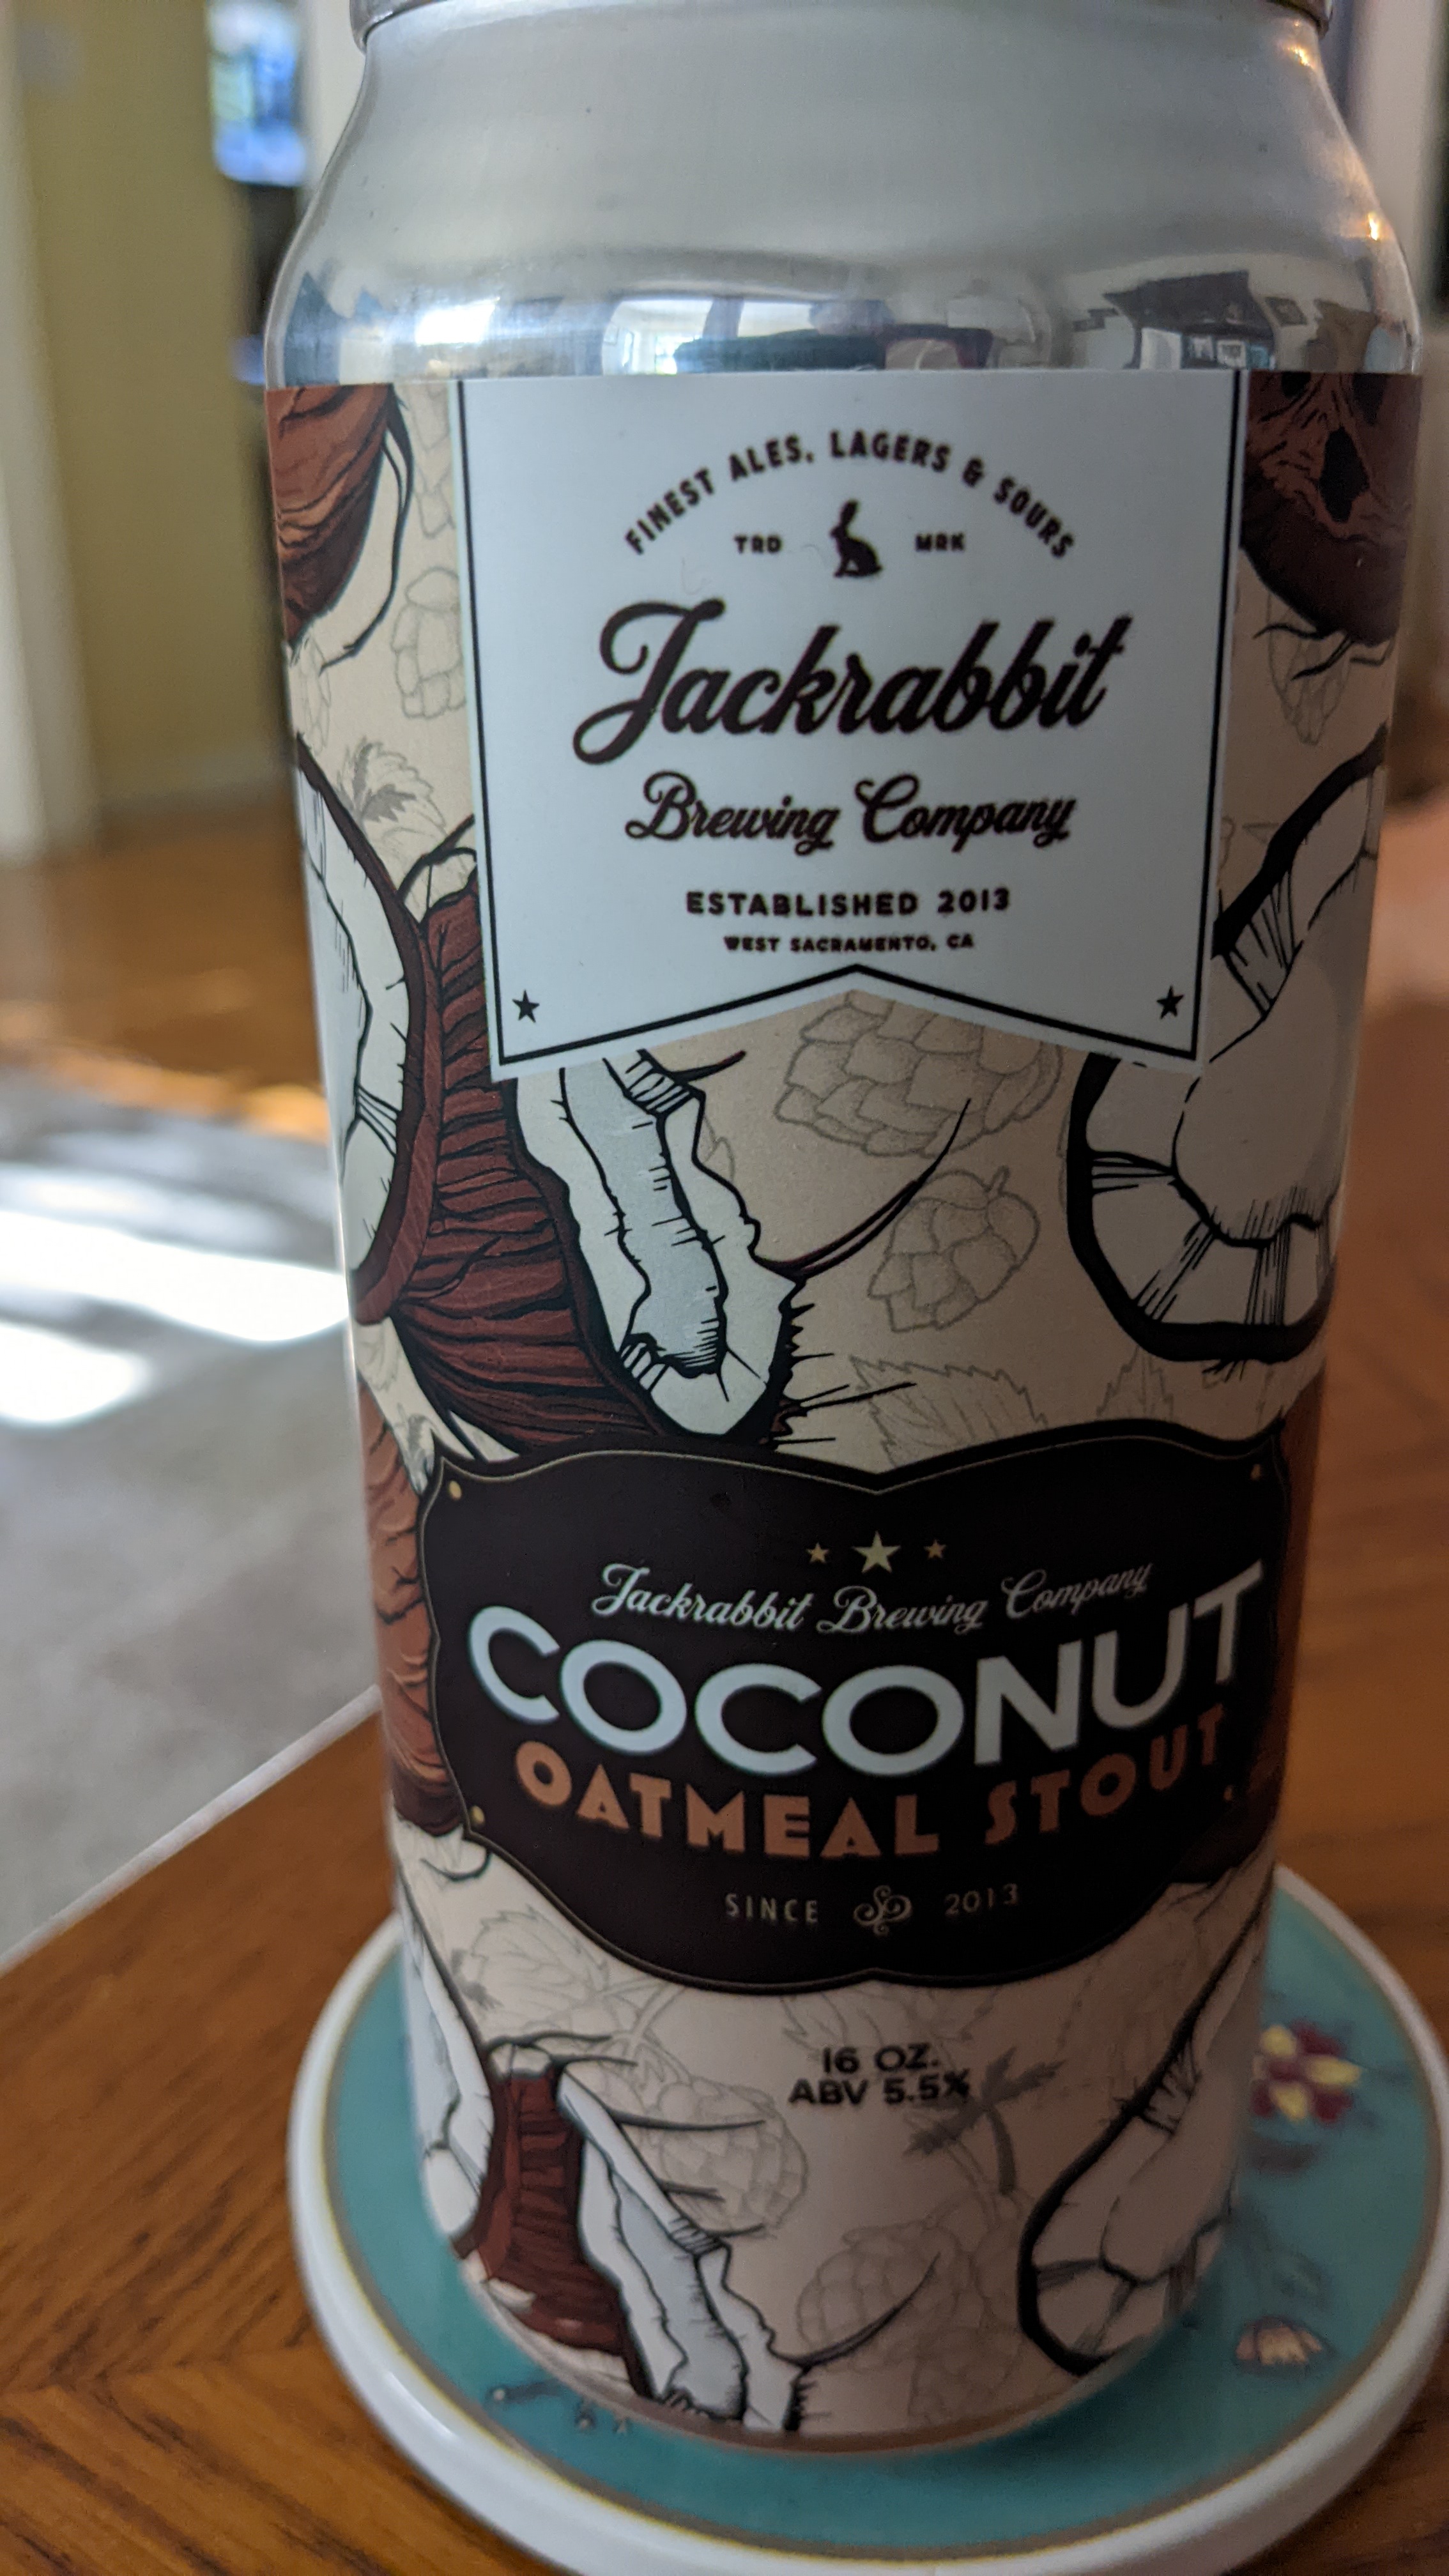 FINEST ALES, LAGERS & SOURS
TRD MRK
Jackrabbit
Brewing Company
ESTABLISHED 2013
WEST SACRAMENTO, CA
Jackrabbit Brewing Company
COCONUT
OATMEAL STOUT
SINCE 2013
16 OZ.
ABV 5.5%